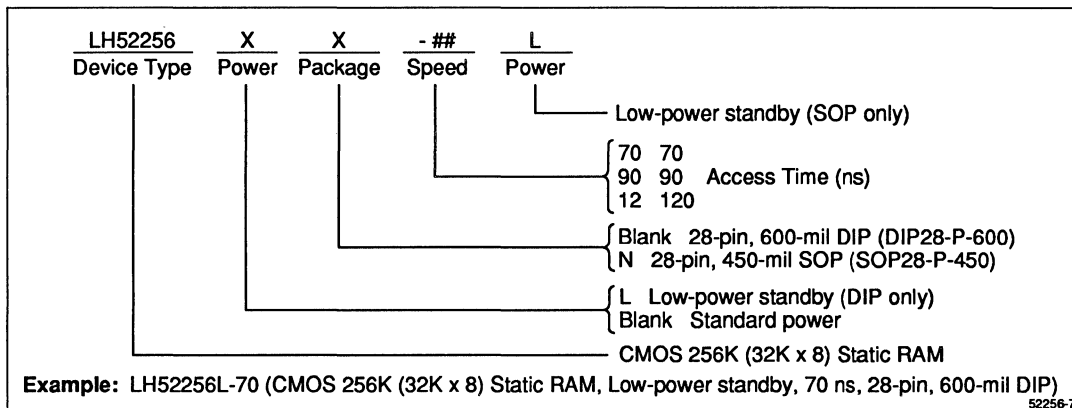 LH52256 X X - ## L
Device Type Power Package Speed Power
Low-power standby (SOP only)
70 70
90 90 Access Time (ns)
12 120
Blank 28-pin, 600-mil DIP (DIP28-P-600)
N 28-pin, 450-mil SOP (SOP28-P-450)
L Low-power standby (DIP only)
Blank Standard power
CMOS 256K (32K x 8) Static RAM
Example: LH52256L-70 (CMOS 256K (32K x 8) Static RAM, Low-power standby, 70 ns, 28-pin, 600-mil DIP)